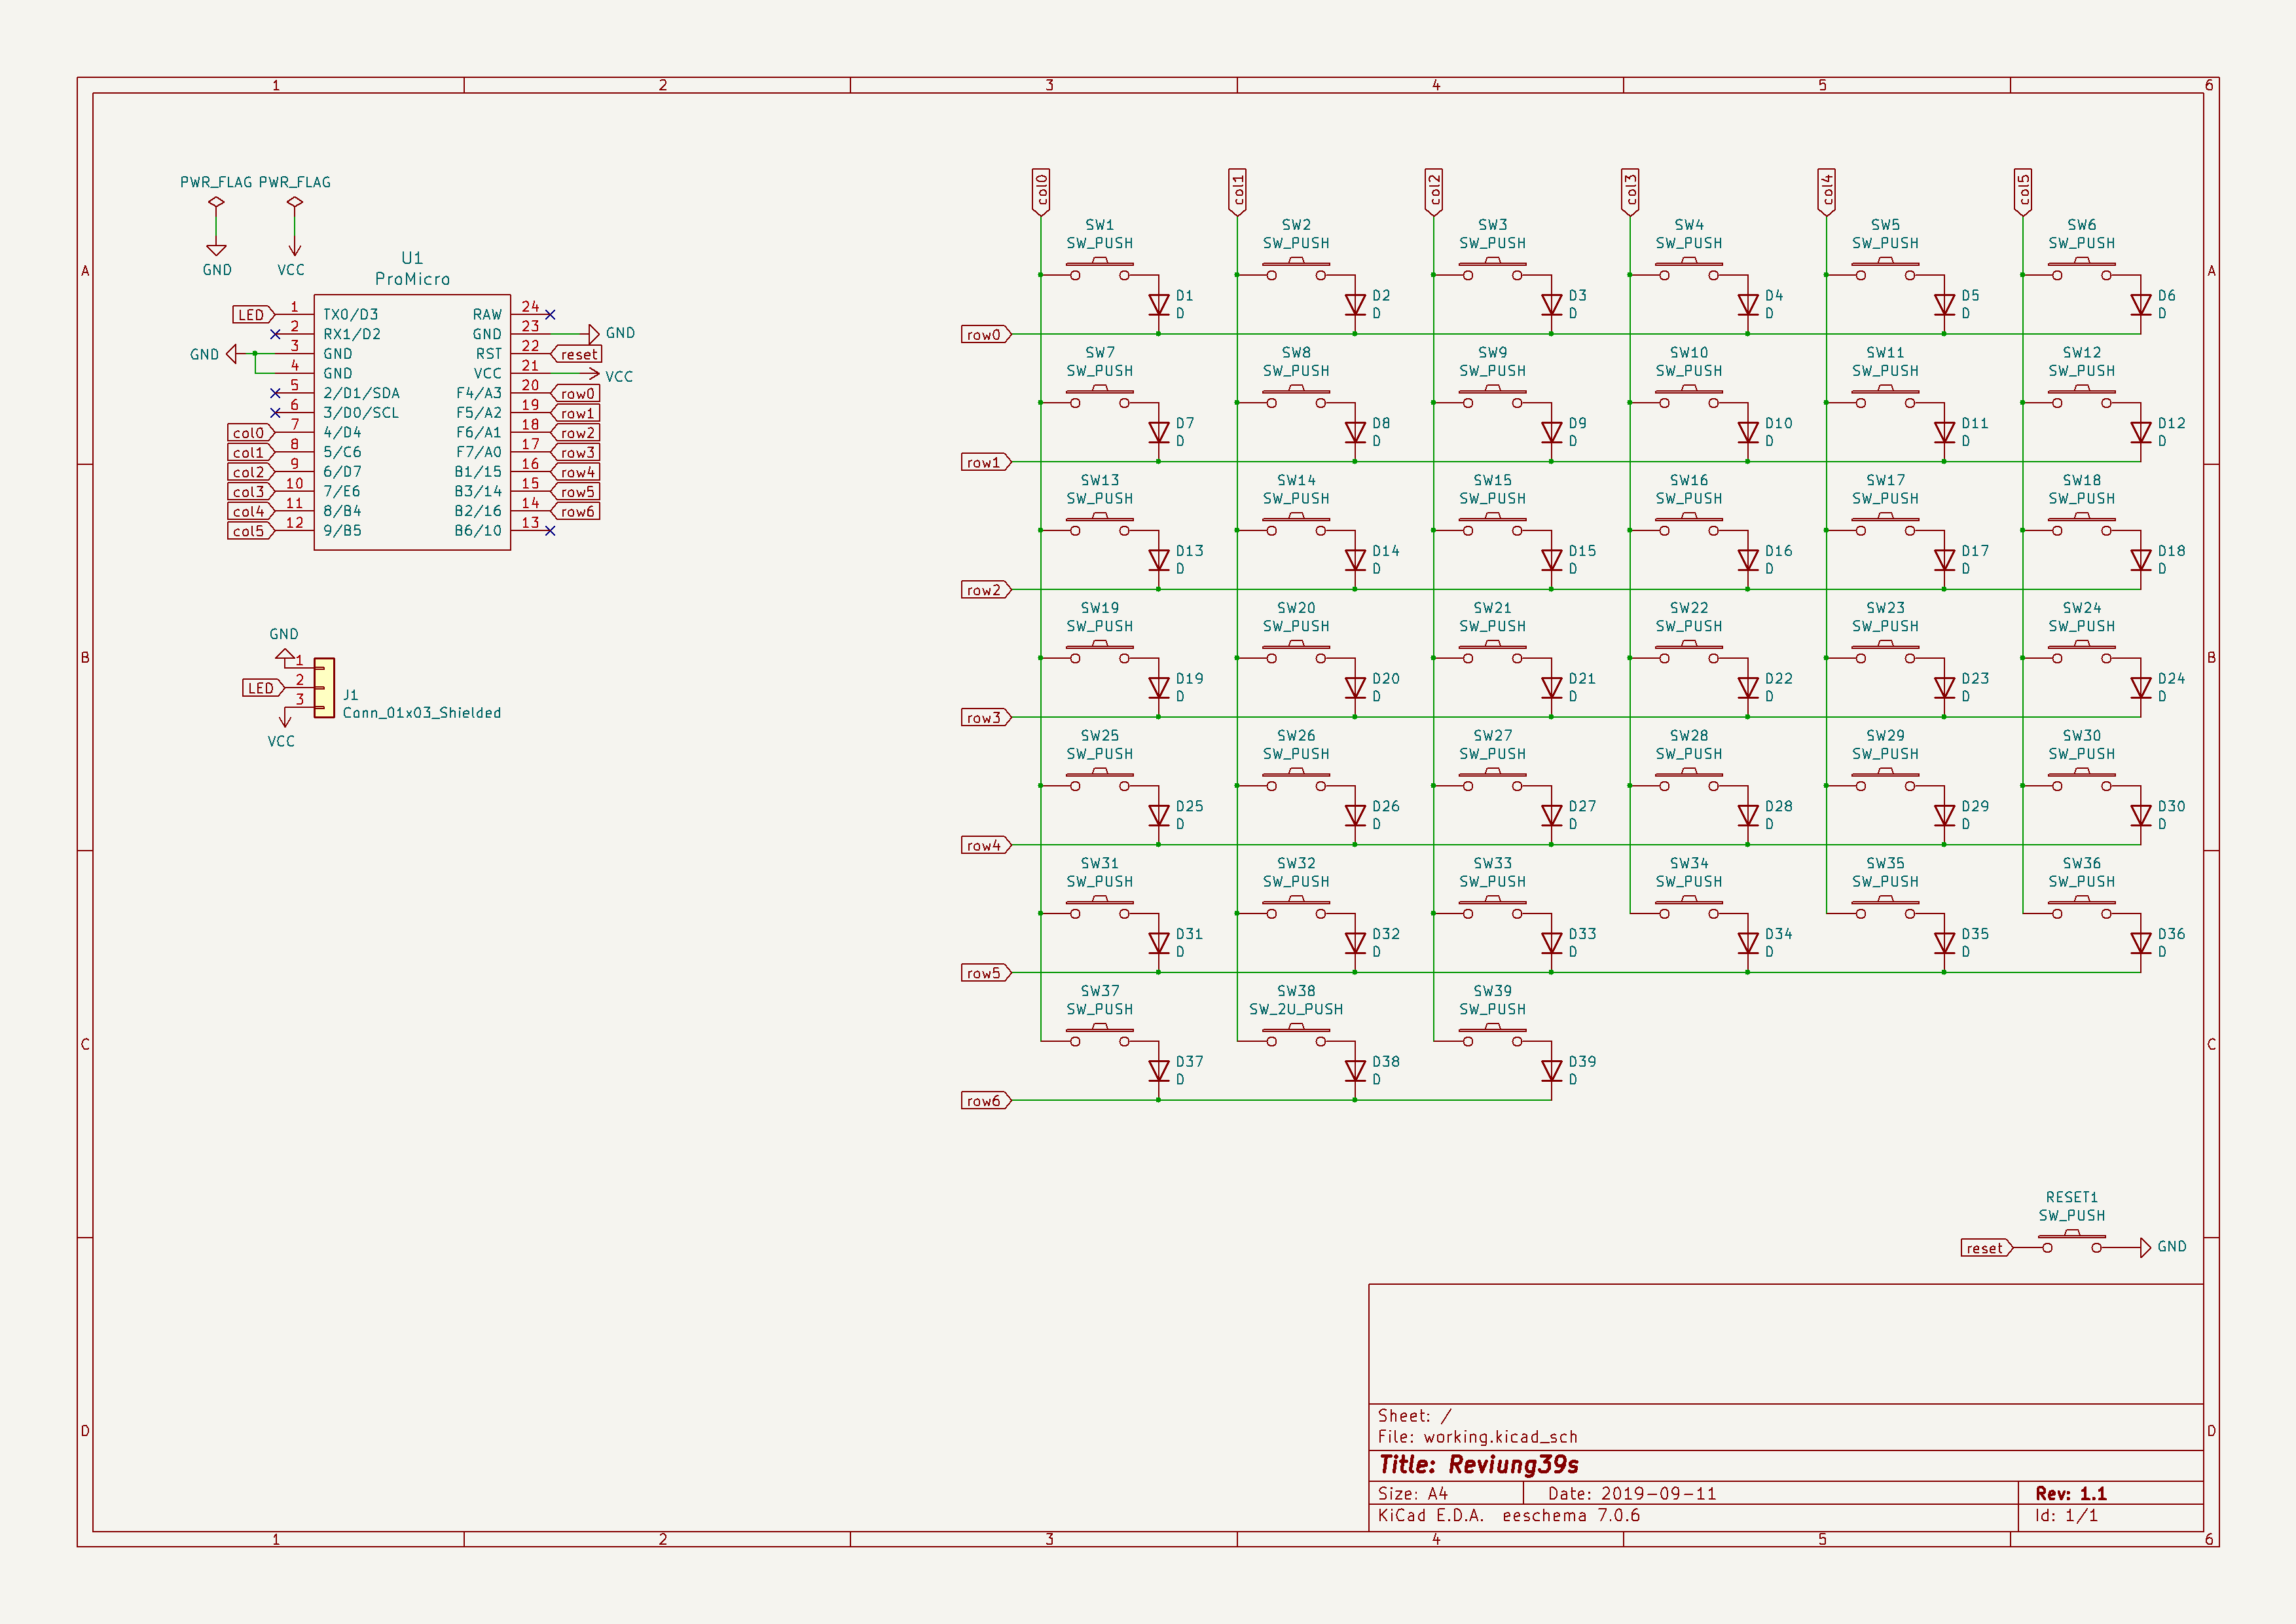 1 2 3 4 5 6
A A
B B
C C
D D
PWR_FLAG PWR_FLAG
GND VCC
U1
ProMicro
LED 1 TX0/D3 RAW 24
2 RX1/D2 GND 23 GND
GND 3 GND RST 22 reset
4 GND VCC 21 VCC
5 2/D1/SDA F4/A3 20 row0
6 3/D0/SCL F5/A2 19 row1
col0 7 4/D4 F6/A1 18 row2
col1 8 5/C6 F7/A0 17 row3
col2 9 6/D7 B1/15 16 row4
col3 10 7/E6 B3/14 15 row5
col4 11 8/B4 B2/16 14 row6
col5 12 9/B5 B6/10 13
GND
1
LED 2
3
VCC
J1
Conn_01x03_Shielded
col0 col1 col2 col3 col4 col5
SW1 SW2 SW3 SW4 SW5 SW6
SW_PUSH SW_PUSH SW_PUSH SW_PUSH SW_PUSH SW_PUSH
D1 D2 D3 D4 D5 D6
D D D D D D
row0
SW7 SW8 SW9 SW10 SW11 SW12
SW_PUSH SW_PUSH SW_PUSH SW_PUSH SW_PUSH SW_PUSH
D7 D8 D9 D10 D11 D12
D D D D D D
row1
SW13 SW14 SW15 SW16 SW17 SW18
SW_PUSH SW_PUSH SW_PUSH SW_PUSH SW_PUSH SW_PUSH
D13 D14 D15 D16 D17 D18
D D D D D D
row2
SW19 SW20 SW21 SW22 SW23 SW24
SW_PUSH SW_PUSH SW_PUSH SW_PUSH SW_PUSH SW_PUSH
D19 D20 D21 D22 D23 D24
D D D D D D
row3
SW25 SW26 SW27 SW28 SW29 SW30
SW_PUSH SW_PUSH SW_PUSH SW_PUSH SW_PUSH SW_PUSH
D25 D26 D27 D28 D29 D30
D D D D D D
row4
SW31 SW32 SW33 SW34 SW35 SW36
SW_PUSH SW_PUSH SW_PUSH SW_PUSH SW_PUSH SW_PUSH
D31 D32 D33 D34 D35 D36
D D D D D D
row5
SW37 SW38 SW39
SW_PUSH SW_2U_PUSH SW_PUSH
D37 D38 D39
D D D
row6
RESET1
SW_PUSH
reset GND
Sheet: /
File: working.kicad_sch
Title: Reviung39s
Size: A4 Date: 2019-09-11 Rev: 1.1
KiCad E.D.A. eeschema 7.0.6 Id: 1/1
1 2 3 4 5 6